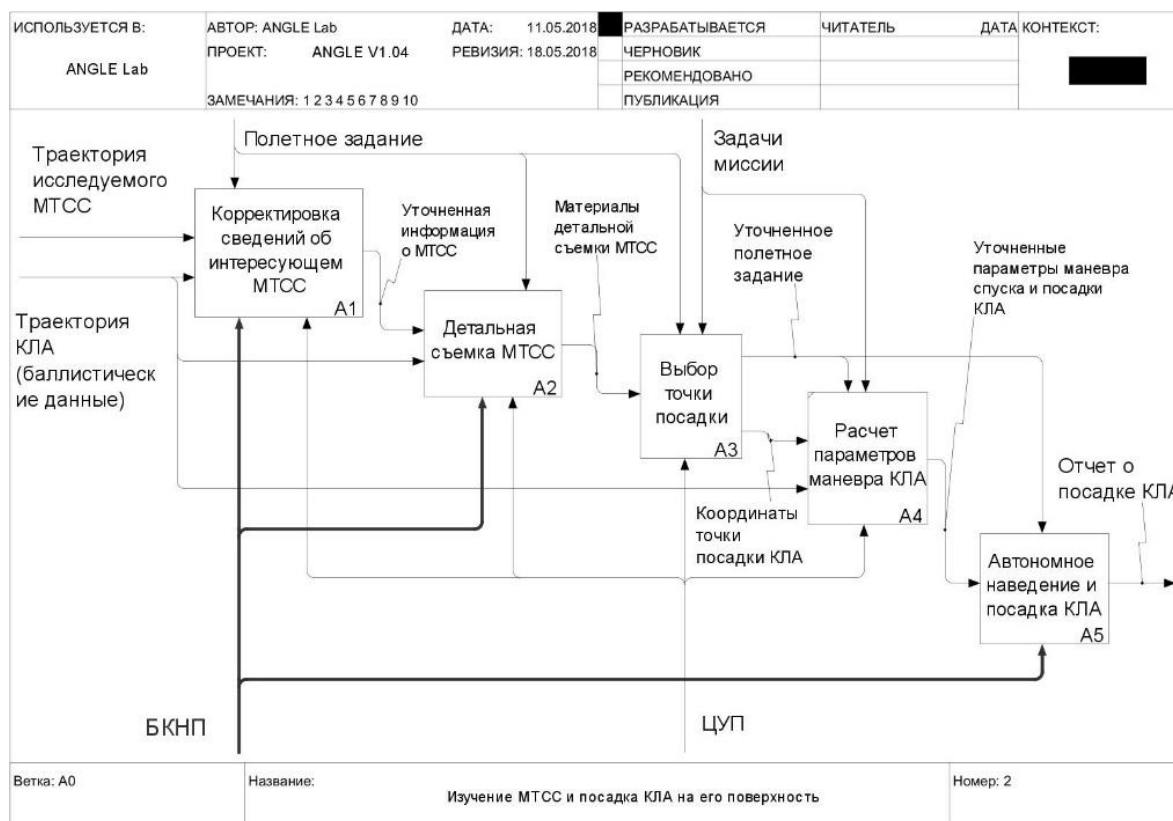 ИСПОЛЬЗУЕТСЯ В:
ANGLE Lab
АВТОР: ANGLE Lab
ДАТА: 11.05.2018
ПРОЕКТ: ANGLE V1.04
РЕВИЗИЯ: 18.05.2018
ЗАМЕЧАНИЯ: 1 2 3 4 5 6 7 8 9 10
РАЗРАБАТЫВАЕТСЯ
ЧЕРНОВИК
РЕКОМЕНДОВАНО
ПУБЛИКАЦИЯ
ЧИТАТЕЛЬ
ДАТА
КОНТЕКСТ:
Полетное задание
Задачи
миссии
Траектория
исследуемого
МТСС
Траектория
КЛА
(баллистическ
ие данные)
Корректировка
сведений об
интересующем
МТСС
A1
Уточненная
информация
о МТСС
Детальная
съемка МТСС
A2
Материалы
детальной
съемки МТСС
Выбор
точки
посадки
A3
Уточненное
полетное
задание
Координаты
точки
посадки КЛА
Расчет
параметров
маневра КЛА
A4
Уточненные
параметры маневра
спуска и посадки
КЛА
Автономное
наведение и
посадка КЛА
A5
Отчет о
посадке КЛА
БКНП
ЦУП
Ветка: A0
Название:
Изучение МТСС и посадка КЛА на его поверхность
Номер: 2